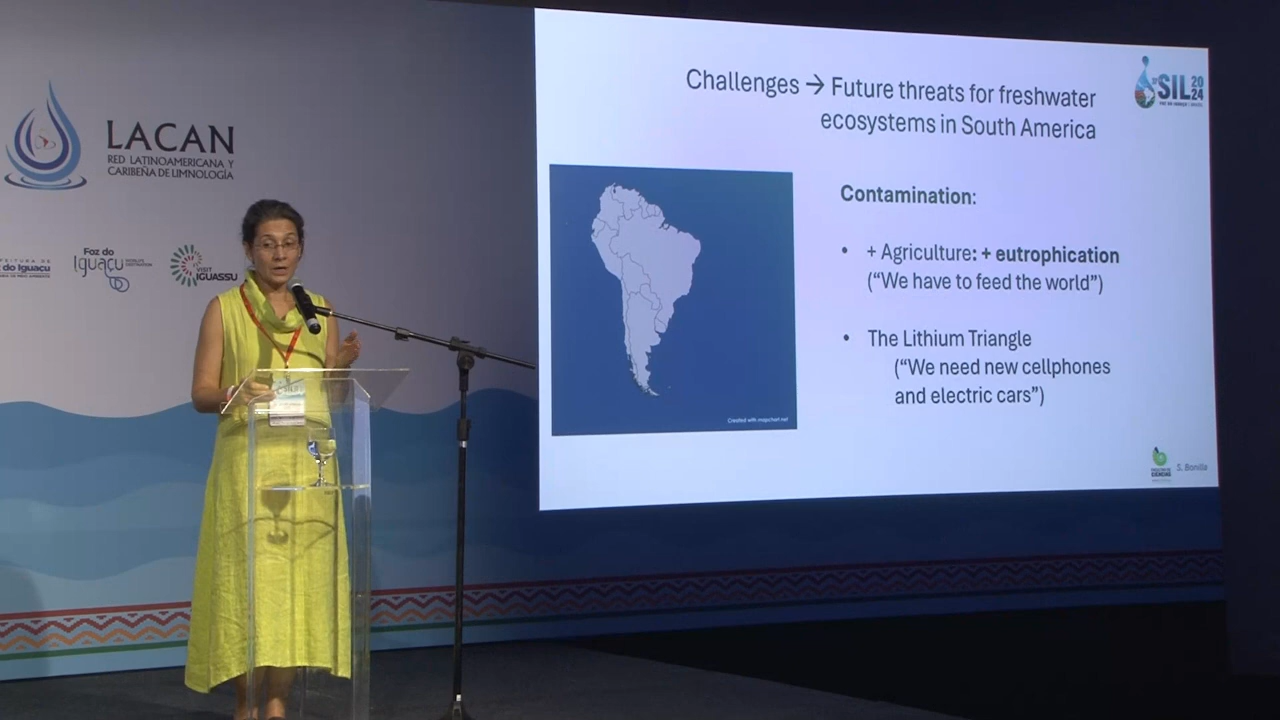 LACAN
RED LATINOAMERICANA Y
CARIBEÑA DE LIMNOLOGÍA
do Iguaçu
Foz do
Iguaçu
VISIT
IGUASSU
Challenges → Future threats for freshwater
ecosystems in South America
SIL 2024
Contamination:
• + Agriculture: + eutrophication
(“We have to feed the world”)
• The Lithium Triangle
(“We need new cellphones
and electric cars”)
Created with mapchart.net
S. Bonilla